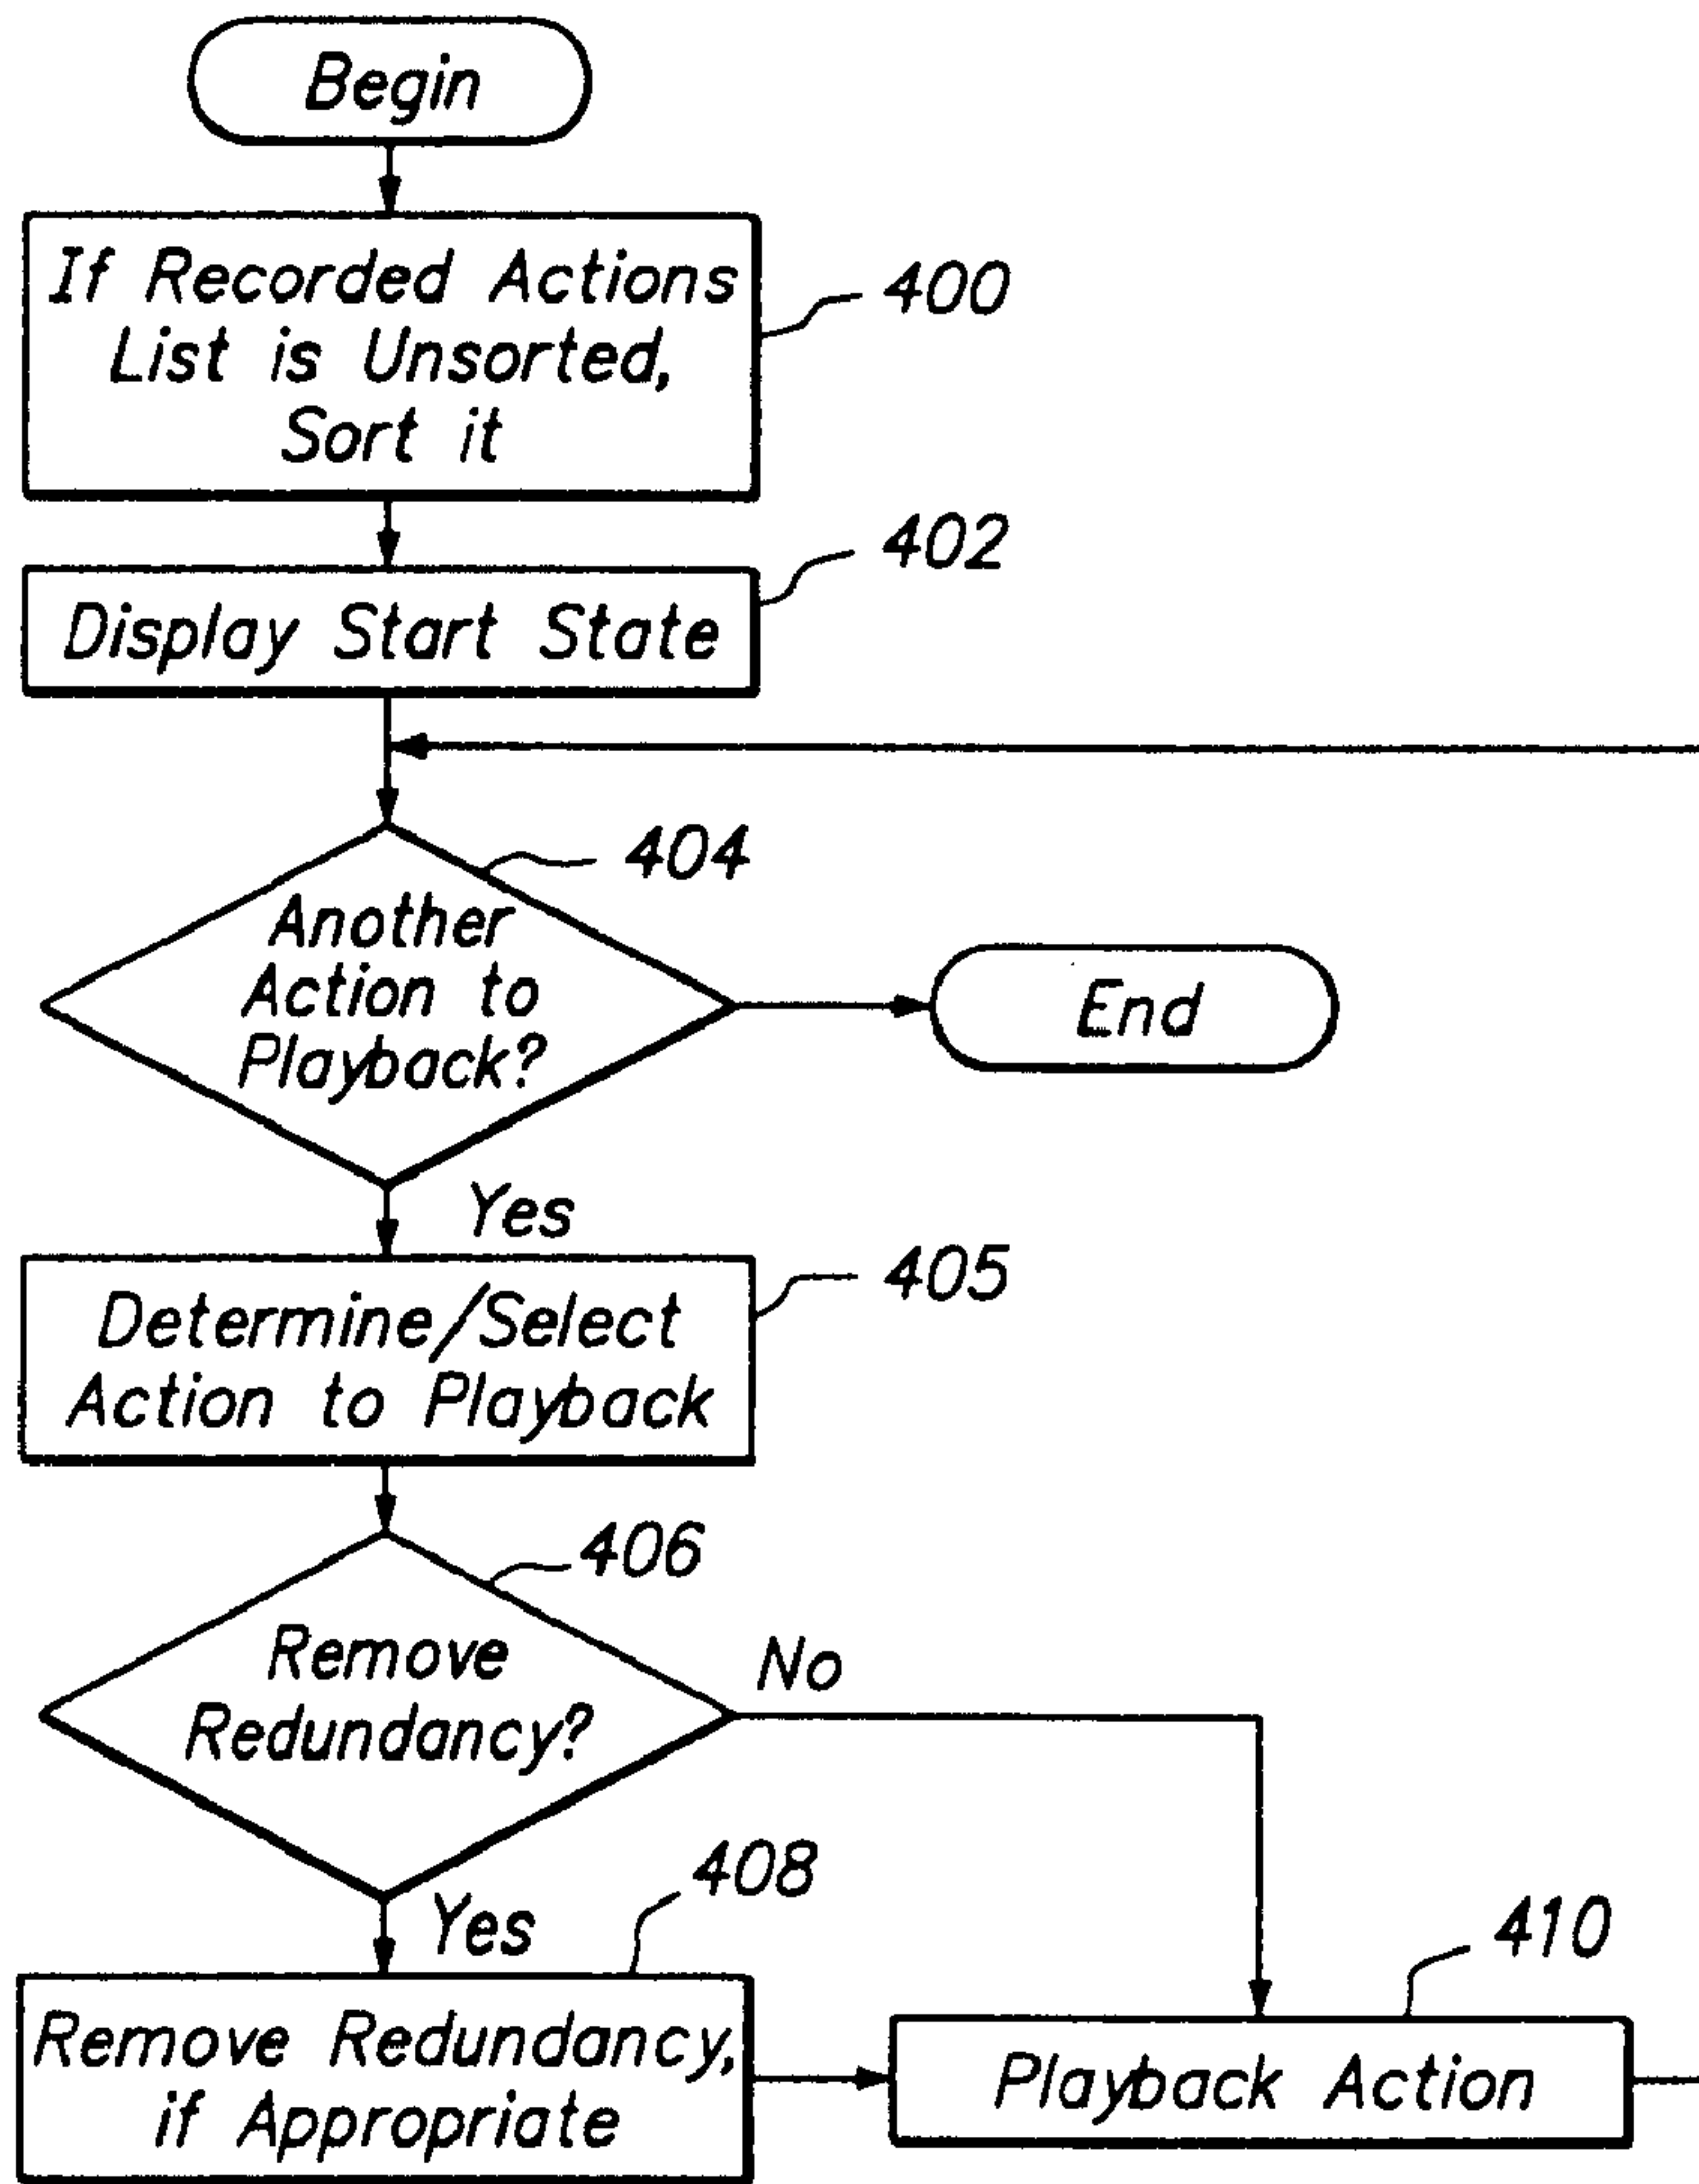 Begin
If Recorded Actions
List is Unsorted,
Sort it
400
402
Display Start State
404
Another
Action to
Playback?
End
Yes
405
Determine/Select
Action to Playback
406
Remove
Redundancy?
No
408
Yes
410
Remove Redundancy,
if Appropriate
Playback Action